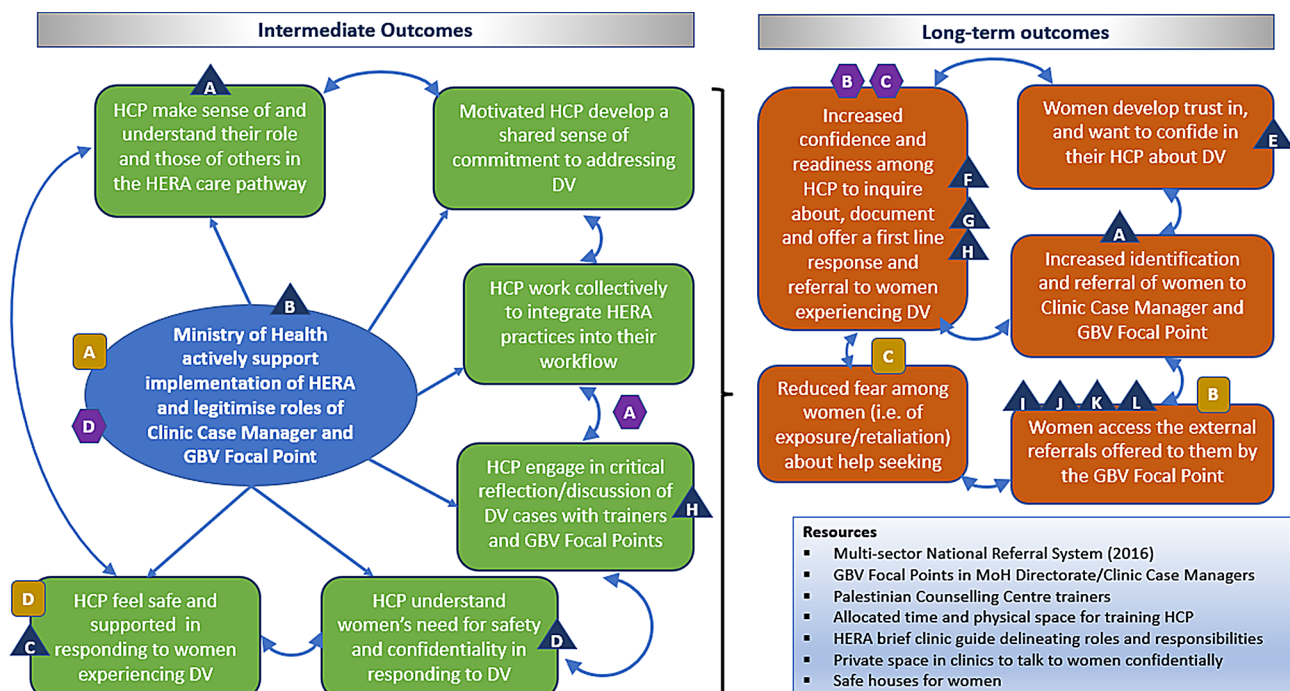 Intermediate Outcomes
Long-term outcomes
A
HCP make sense of and
understand their role
and those of others in
the HERA care pathway
Motivated HCP develop a
shared sense of
commitment to addressing
DV
B
Ministry of Health
actively support
implementation of HERA
and legitimise roles of
Clinic Case Manager and
GBV Focal Point
A
D
HCP work collectively
to integrate HERA
practices into their
workflow
A
HCP engage in critical
reflection/discussion of
DV cases with trainers
and GBV Focal Points
H
D
C
HCP feel safe and
supported in
responding to women
experiencing DV
HCP understand
women's need for safety
and confidentiality in
responding to DV
D
B
C
Increased
confidence and
readiness among
HCP to inquire
about, document
and offer a first line
response and
referral to women
experiencing DV
F
G
H
Women develop trust in,
and want to confide in
their HCP about DV
E
A
Increased identification
and referral of women to
Clinic Case Manager and
GBV Focal Point
C
Reduced fear among
women (i.e. of
exposure/retaliation)
about help seeking
I
J
K
L
B
Women access the external
referrals offered to them by
the GBV Focal Point
Resources
▪ Multi-sector National Referral System (2016)
▪ GBV Focal Points in MoH Directorate/Clinic Case Managers
▪ Palestinian Counselling Centre trainers
▪ Allocated time and physical space for training HCP
▪ HERA brief clinic guide delineating roles and responsibilities
▪ Private space in clinics to talk to women confidentially
▪ Safe houses for women